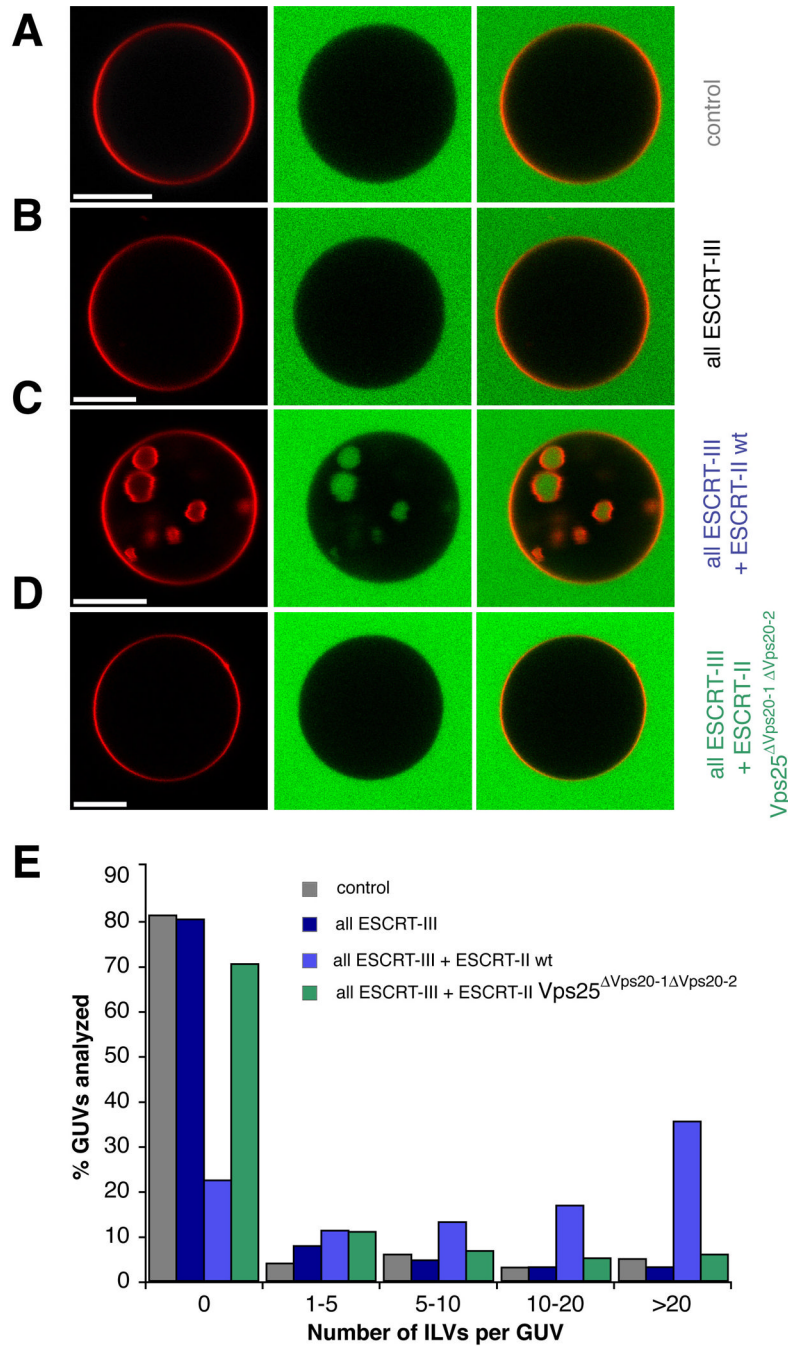 A
control
B
all ESCRT-III
C
all ESCRT-III
+ ESCRT-II wt
D
all ESCRT-III
+ ESCRT-II
Vps25ΔVps20-1 ΔVps20-2
E
control
all ESCRT-III
all ESCRT-III + ESCRT-II wt
all ESCRT-III + ESCRT-II Vps25ΔVps20-1ΔVps20-2
% GUVs analyzed
90
80
70
60
50
40
30
20
10
0
0 1-5 5-10 10-20 >20
Number of ILVs per GUV